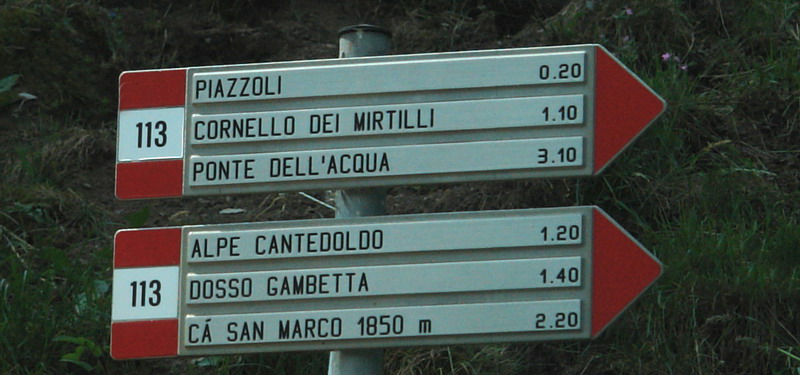 PIAZZOLI 0.20
113 CORNELLO DEI MIRTILLI 1.10
PONTE DELL'ACQUA 3.10
ALPE CANTEDOLDO 1.20
113 DOSSO GAMBETTA 1.40
CÁ SAN MARCO 1850 m 2.20